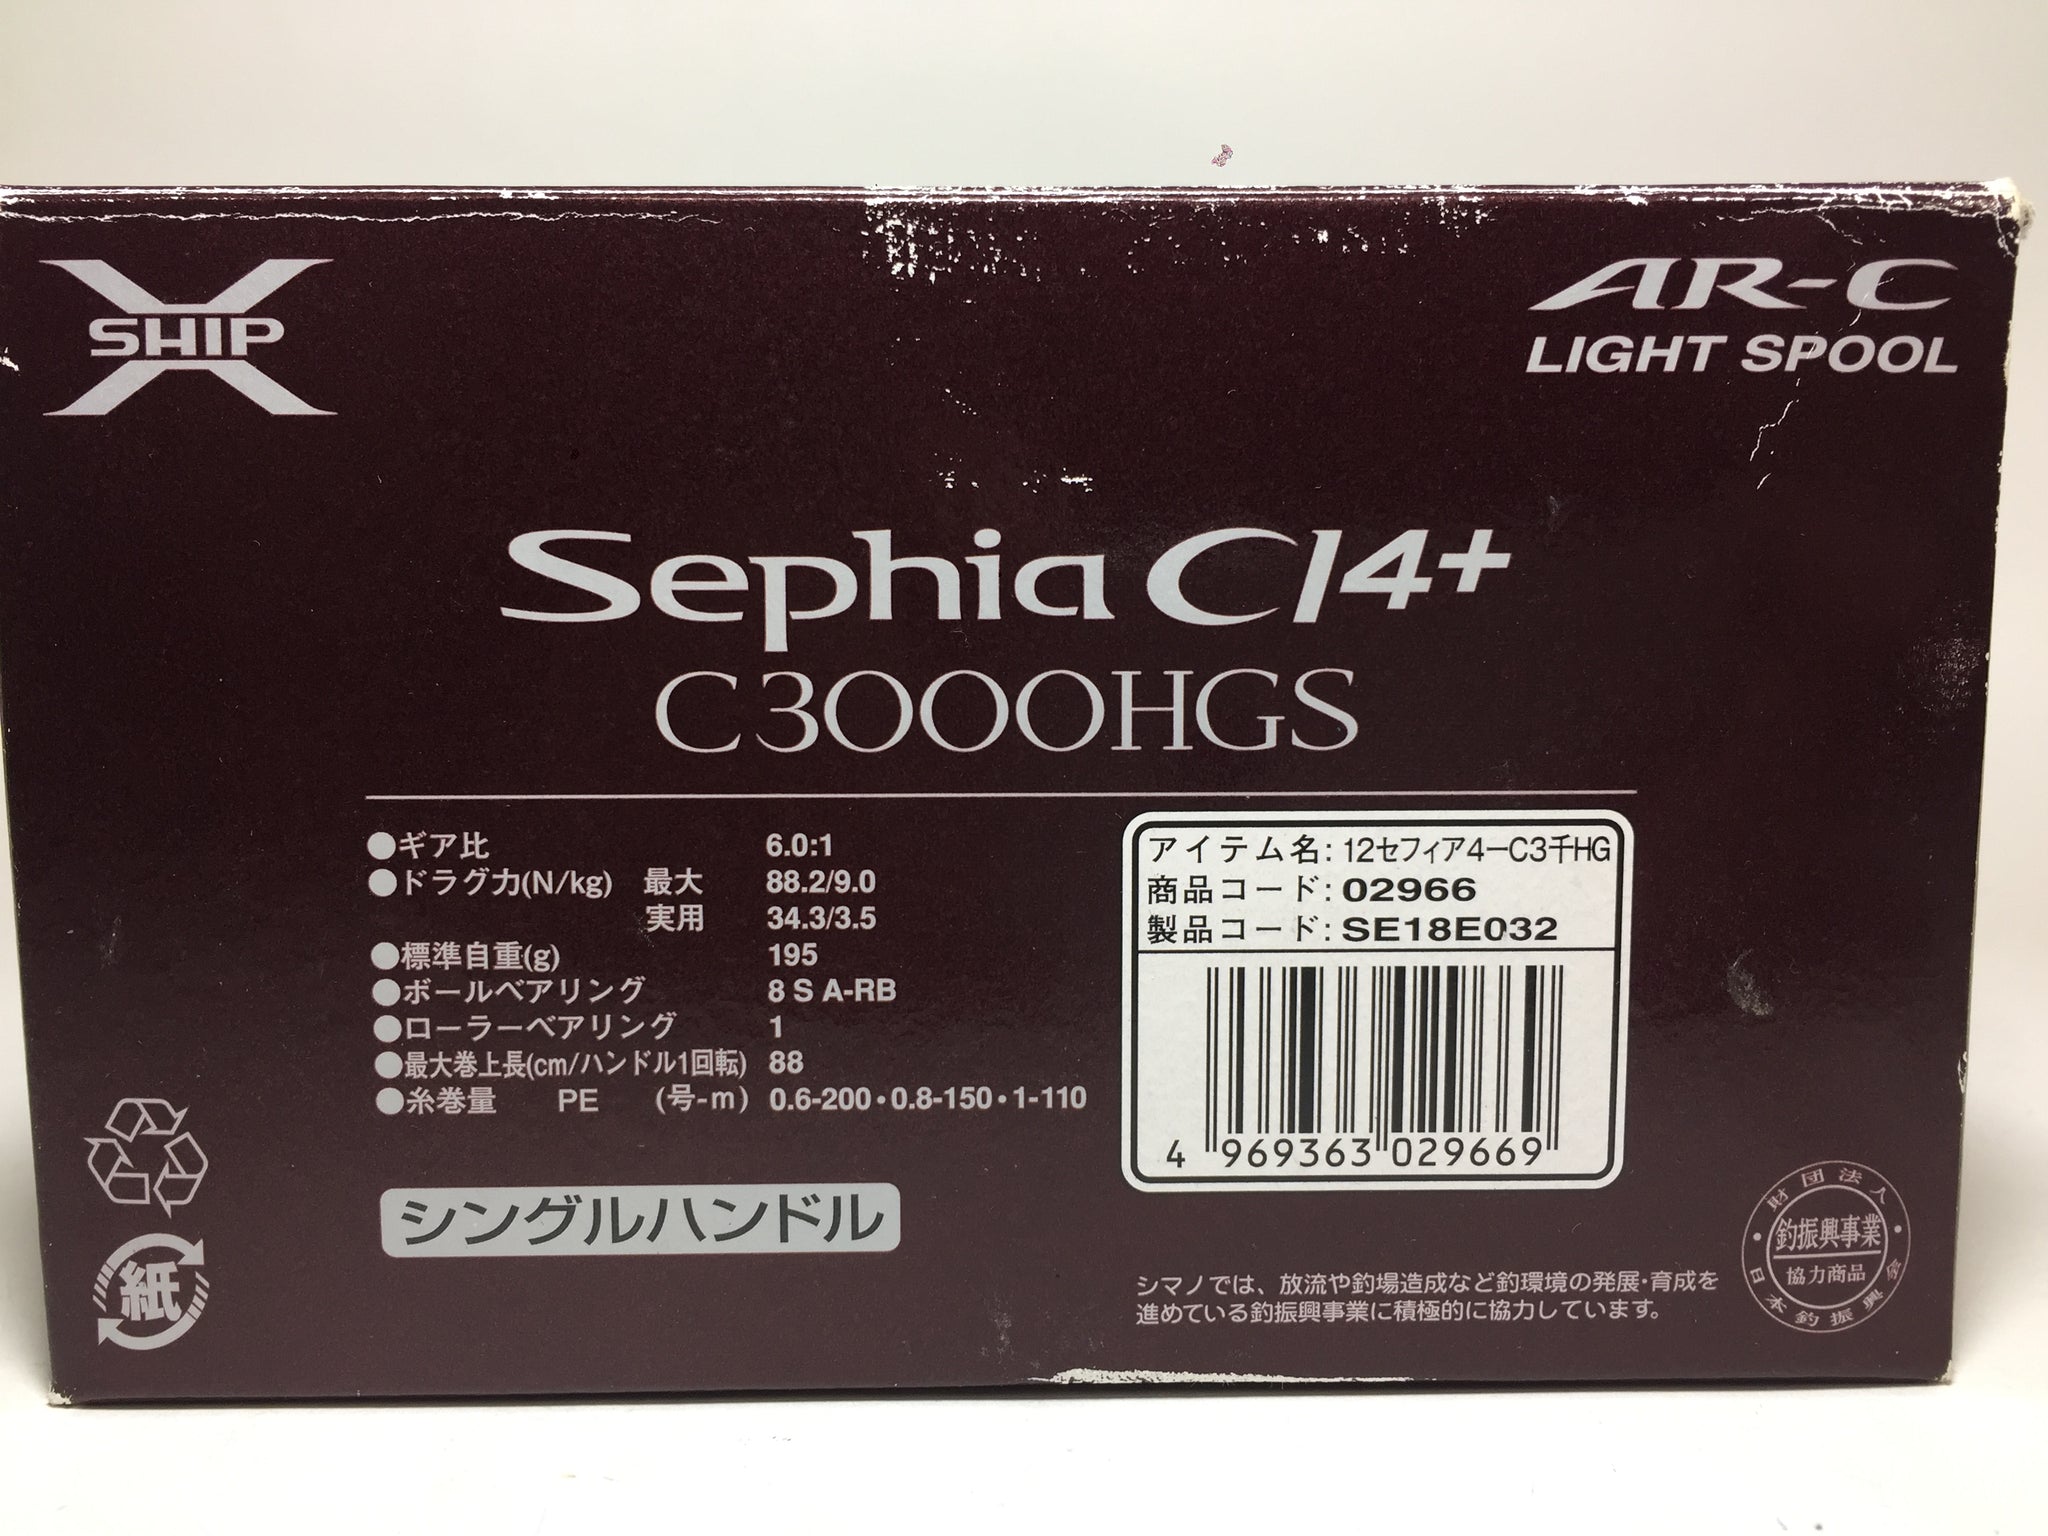 X SHIP
AR-C
LIGHT SPOOL
Sephia CI4+
C3000HGS
●ギア比 6.0:1
●ドラグ力(N/kg) 最大 88.2/9.0
実用 34.3/3.5
●標準自重(g) 195
●ボールベアリング 8 S A-RB
●ローラーベアリング 1
●最大巻上長(cm/ハンドル1回転) 88
●糸巻量 PE (号-m) 0.6-200・0.8-150・1-110
シングルハンドル
アイテム名:12セフィア4-C3千HG
商品コード:02966
製品コード:SE18E032
4 969363 029669
紙
シマノでは、放流や釣場造成など釣環境の発展・育成を
進めている釣振興事業に積極的に協力しています。
財団法人
釣振興事業
協力商品
日本釣振興会